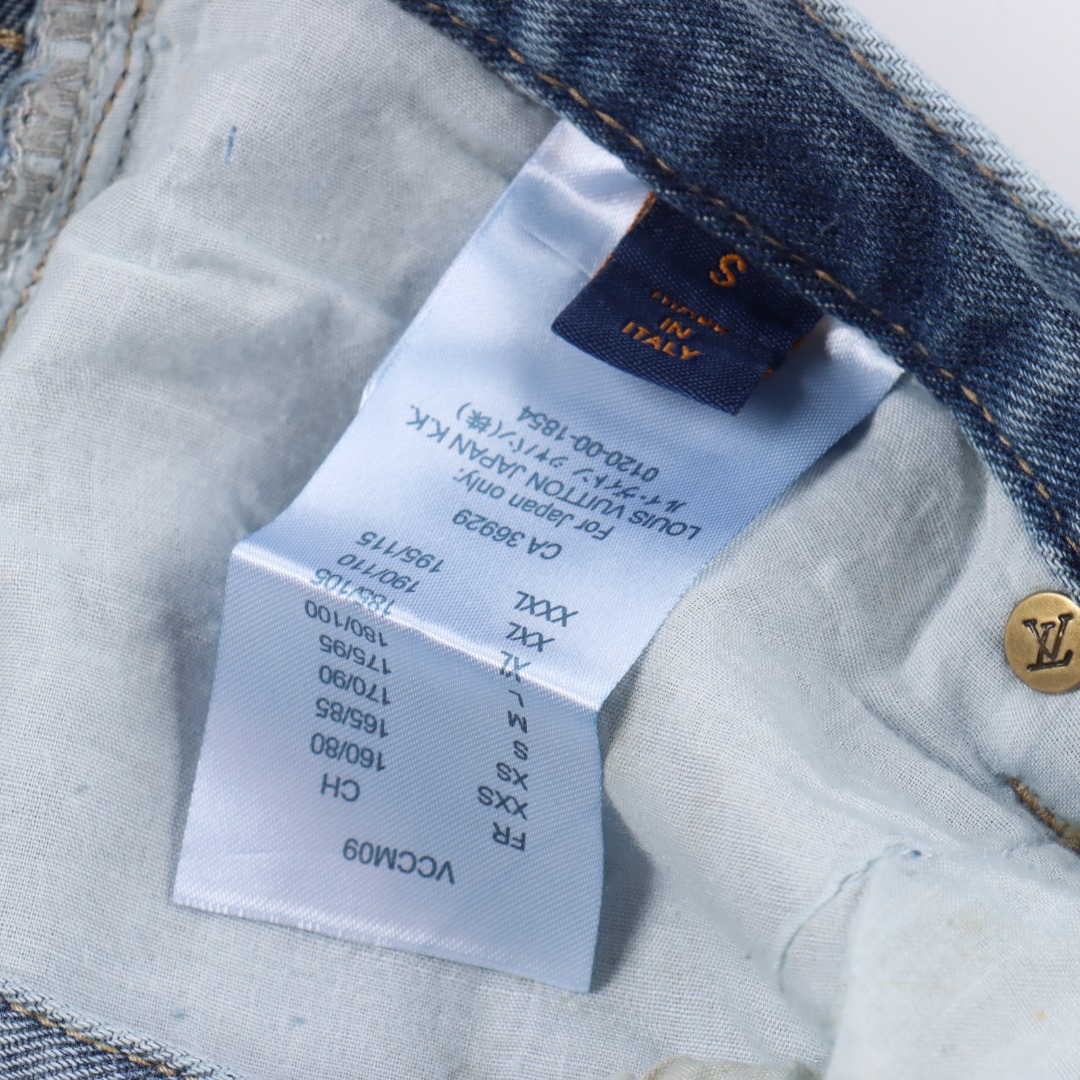 S
MADE
IN
ITALY
VCCM09
FR CH
XXS 160/80
XS 165/85
S 170/90
M 175/95
L 180/100
XL 185/105
XXL 190/110
XXXL 195/115
CA 36929
For Japan only:
LOUIS VUITTON JAPAN K.K.
ルイ・ヴィトン ジャパン(株)
0120-00-1854
LV